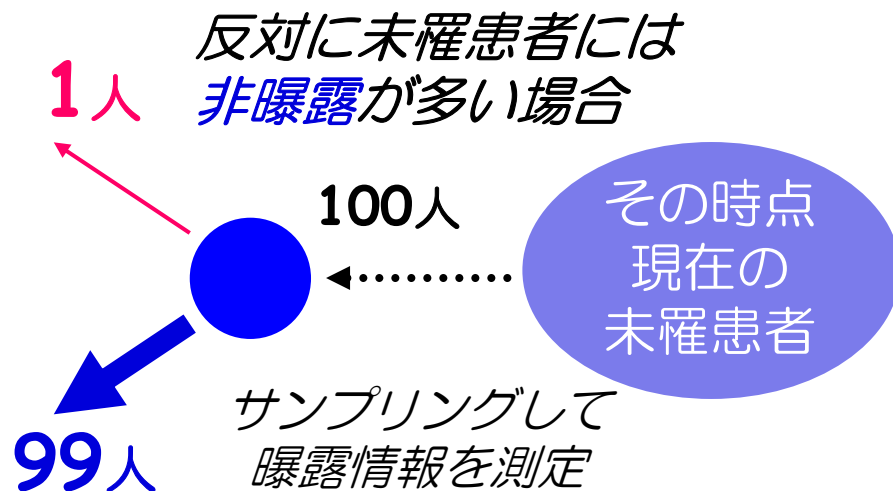 反対に未罹患者には
非曝露が多い場合
1人
100人
その時点
現在の
未罹患者
サンプリングして
曝露情報を測定
99人